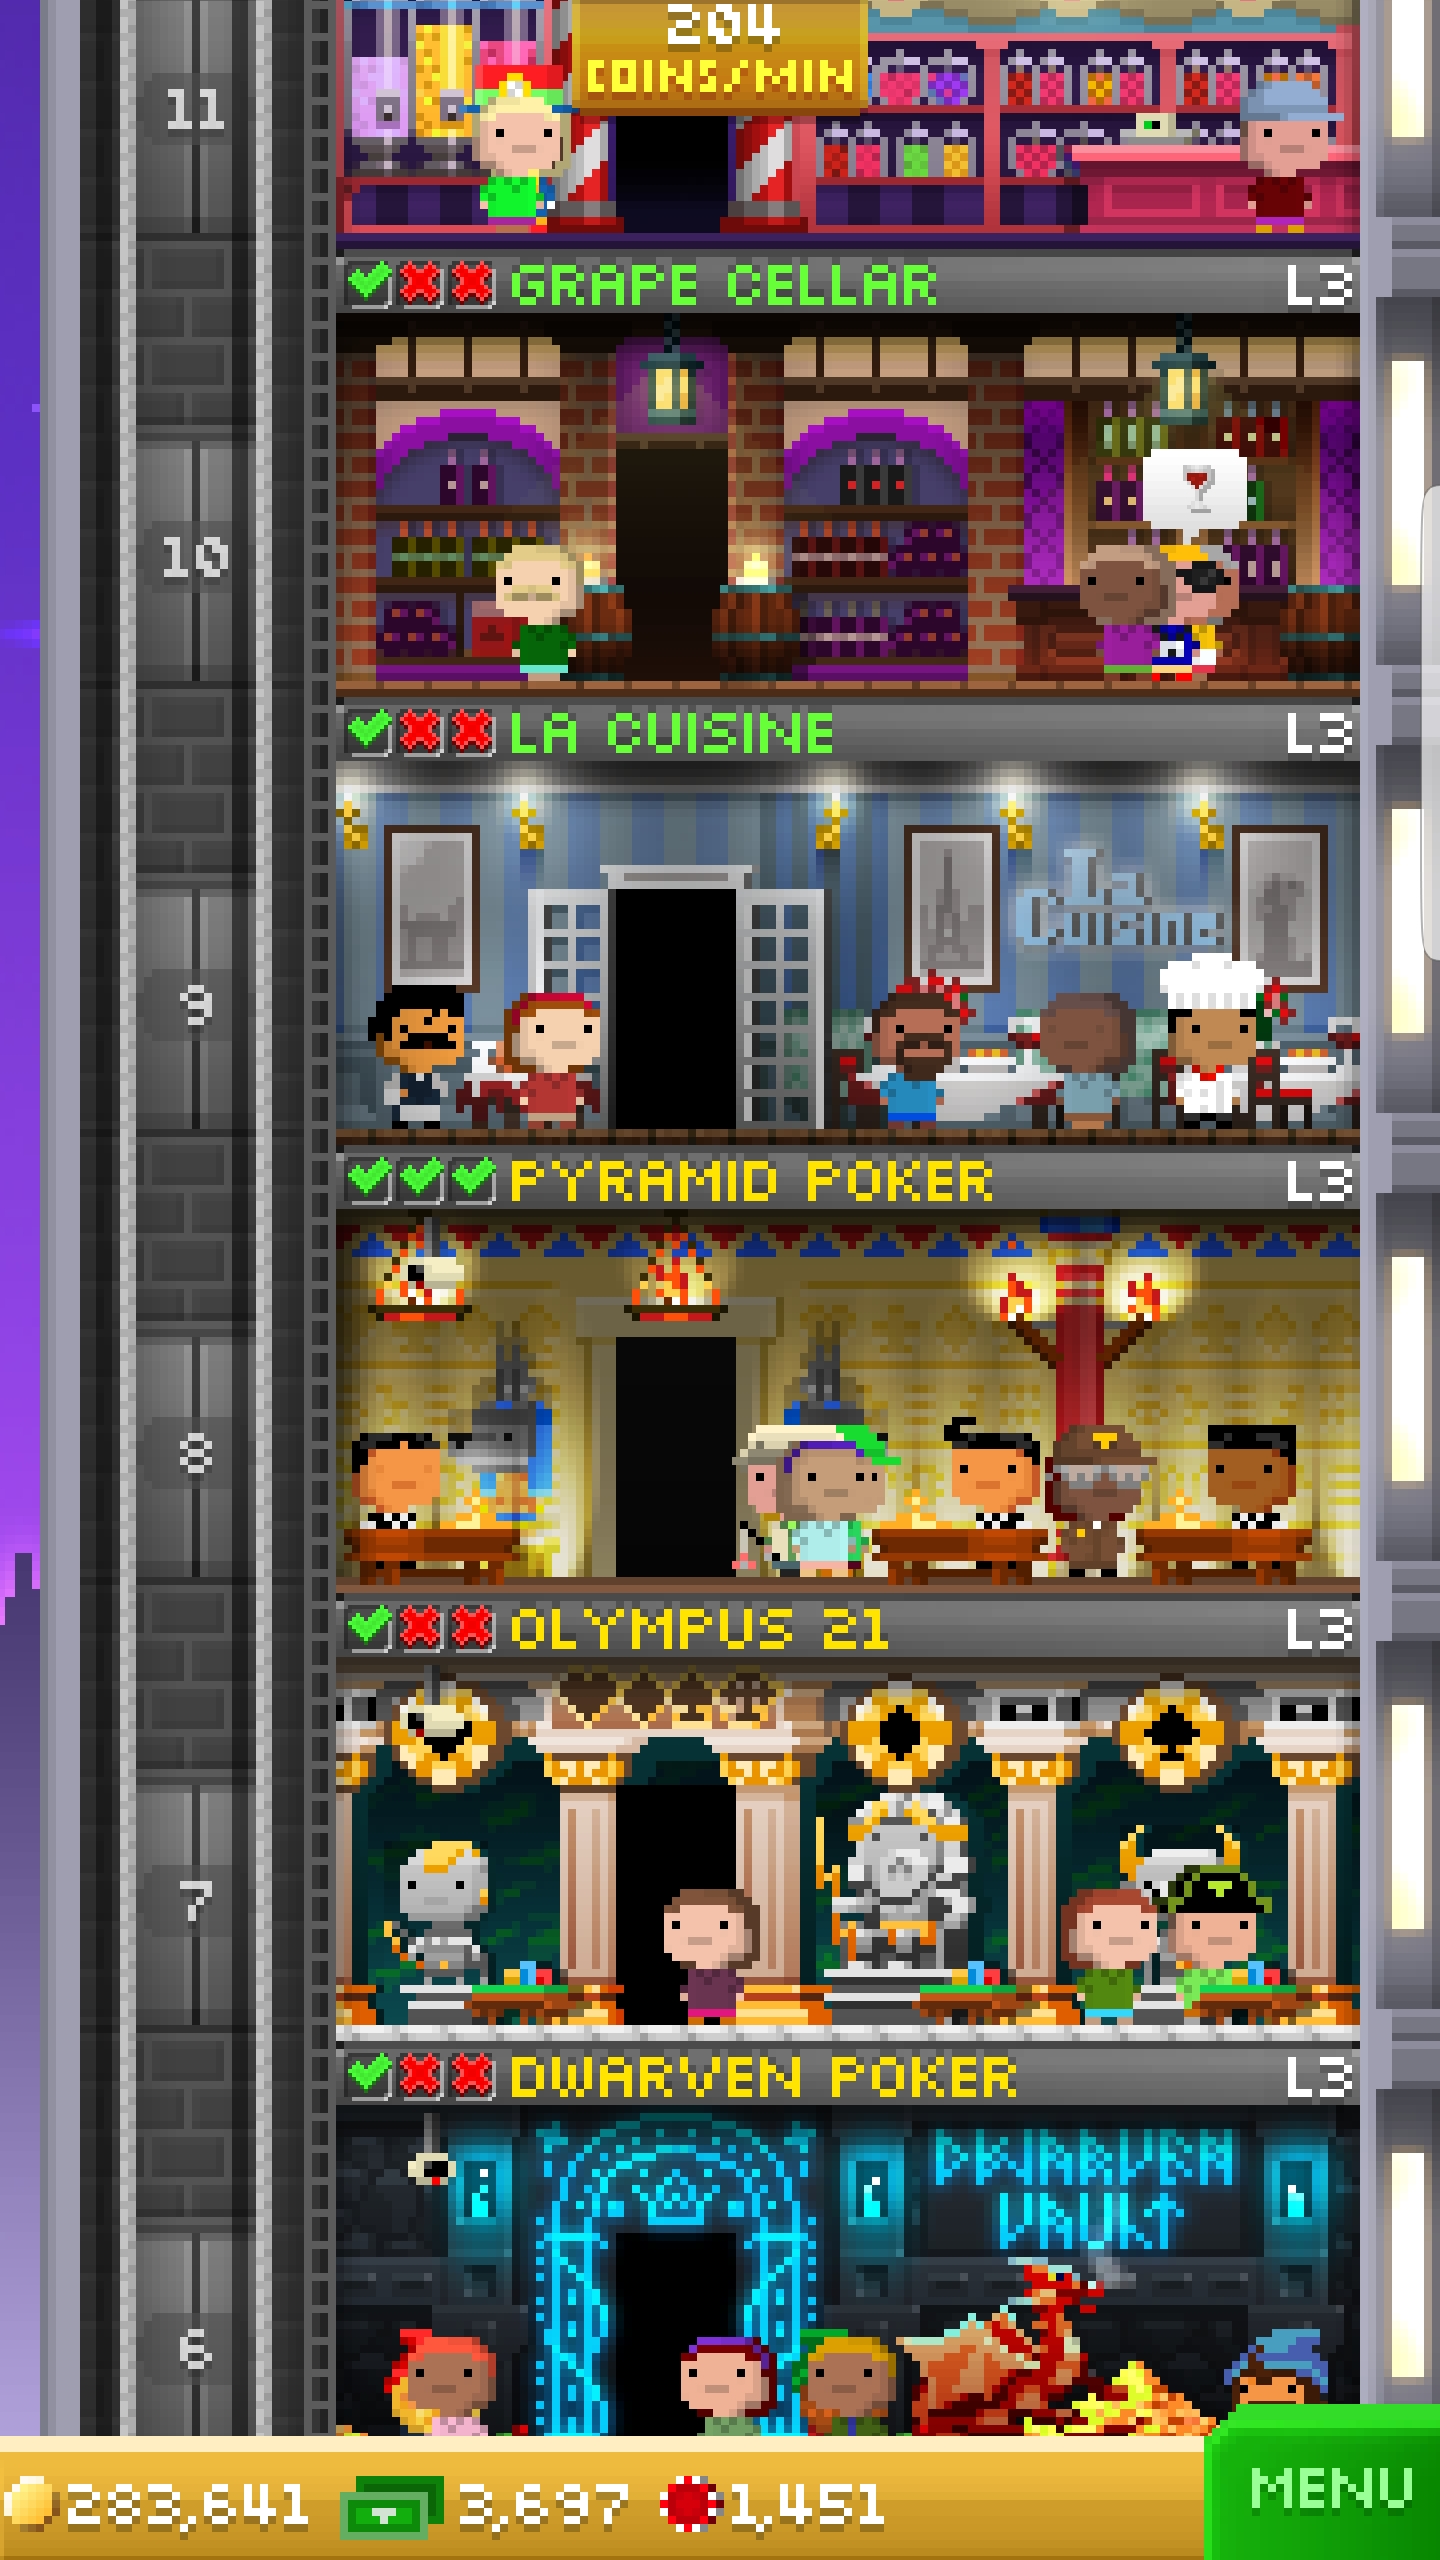 204
COINS/MIN
11
GRAPE CELLAR L3
10
LA CUISINE L3
9
La
Cuisine
PYRAMID POKER L3
8
OLYMPUS 21 L3
7
DWARVEN POKER L3
DWARVEN
VAULT
6
283,641 3,697 1,451 MENU